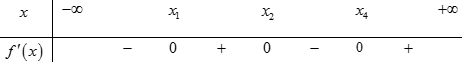 x −∞ x₁ x₂ x₄ +∞
f'(x) − 0 + 0 − 0 +